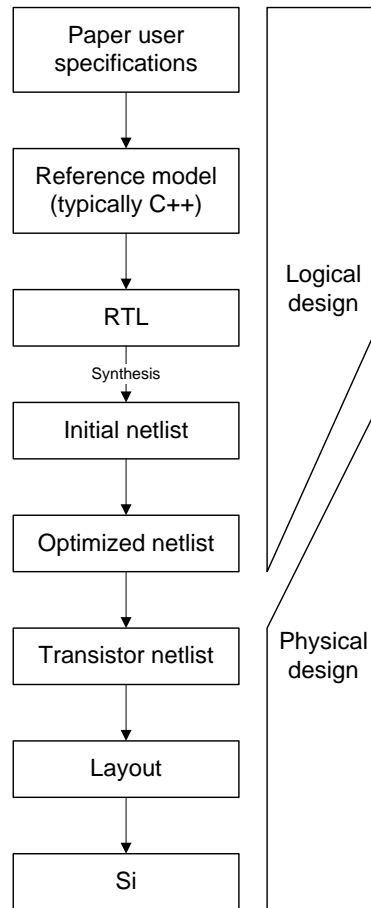 Paper user
specifications
Reference model
(typically C++)
RTL
Synthesis
Initial netlist
Optimized netlist
Transistor netlist
Layout
Si
Logical
design
Physical
design